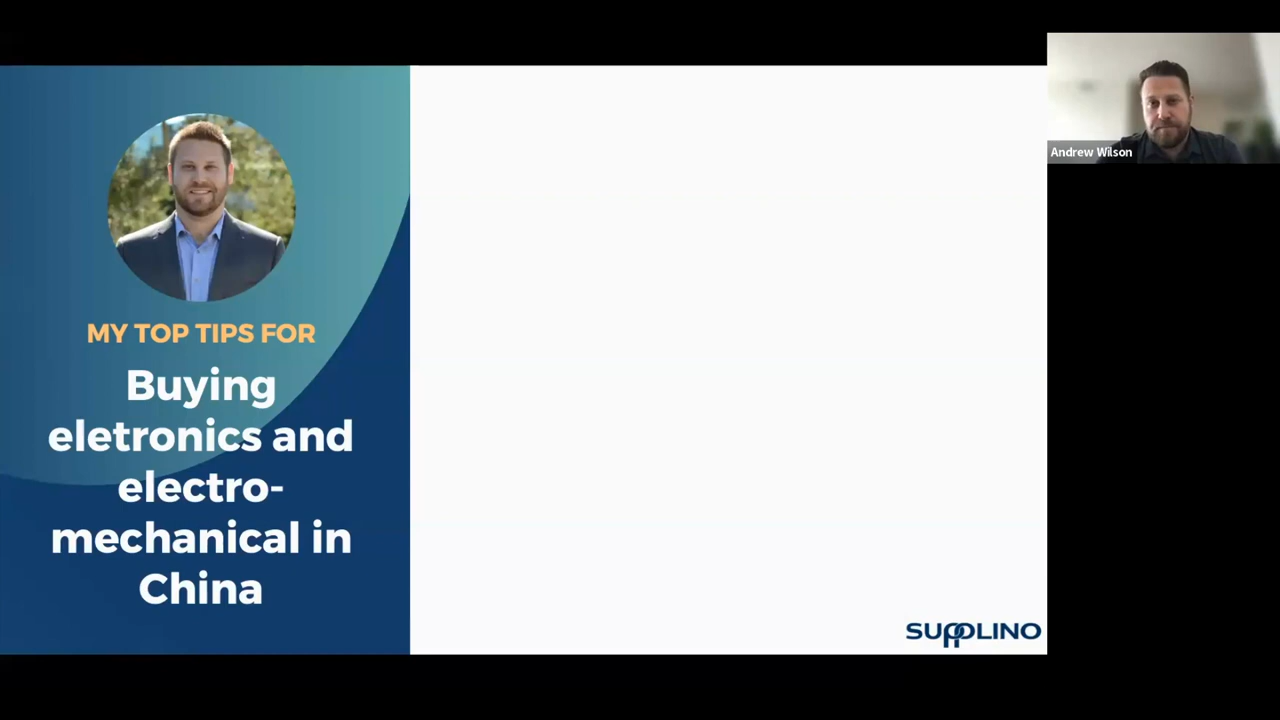 MY TOP TIPS FOR
Buying
eletronics and
electro-
mechanical in
China
SUPPLINO
Andrew Wilson